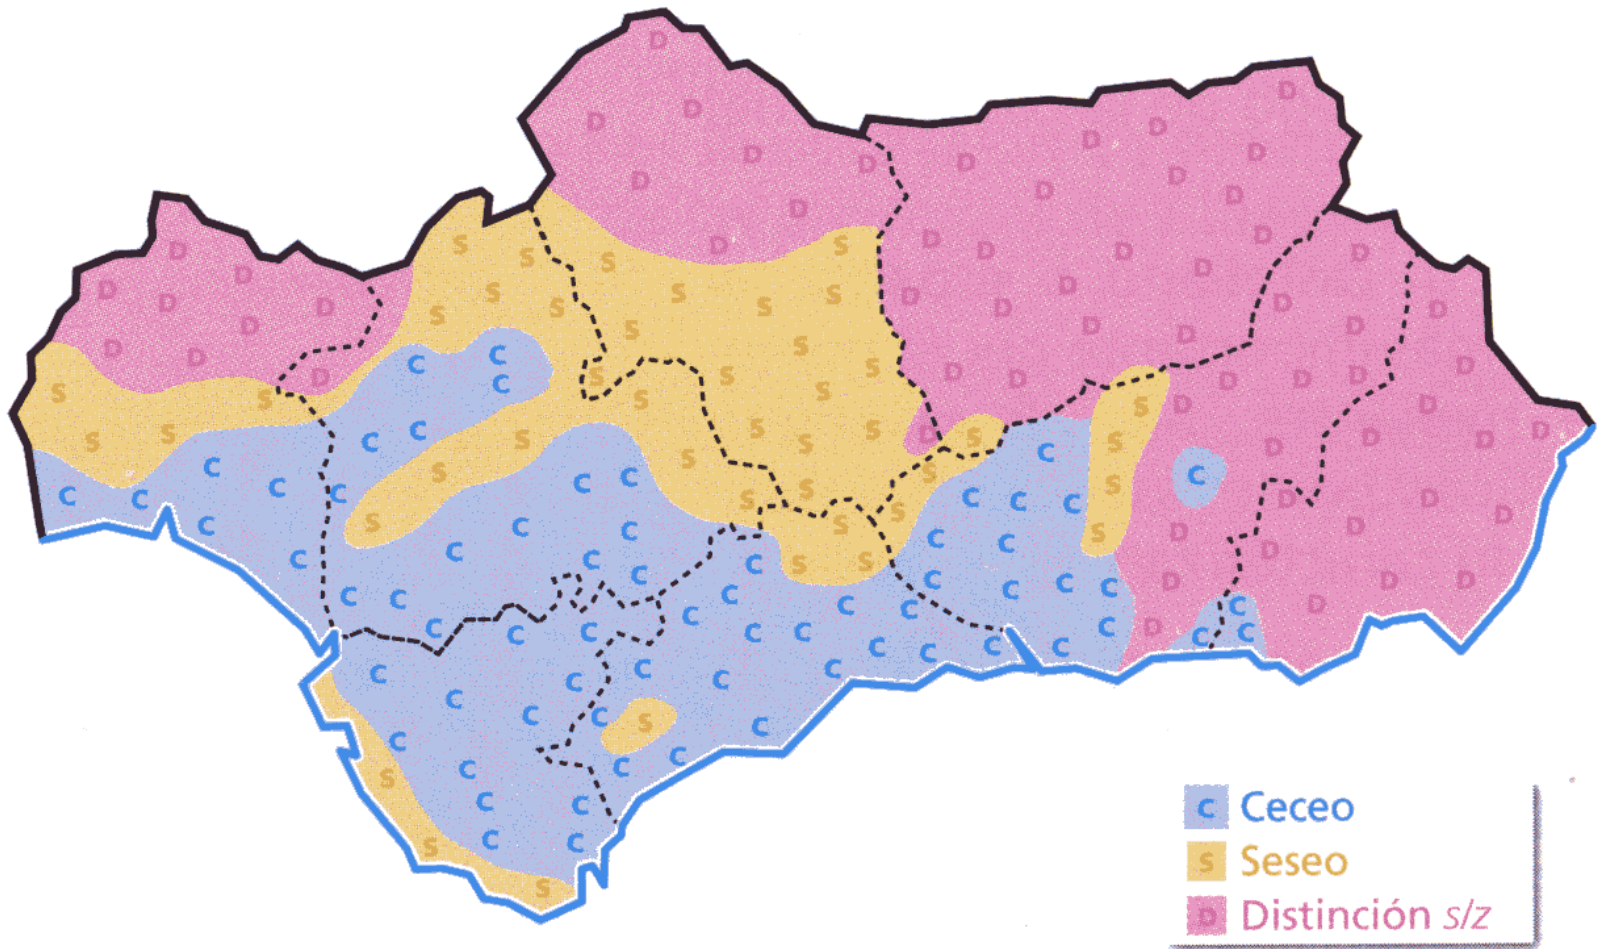 D
D
D D D D
D D D D
D D D D
D
S D S D D
D D D D
S S D
D D D S S S D D D
D S S D D
D S S D D D
D D C C S S D D
D C S S D D D D
S S S S S D D
S S C C S S S S D S C S D D D D
C S C C S S C
C C C C S S C C C S D D
C S C C S S S D D D
C C C C S S C C D
C C C C C D D D
C C C C C C C D
C C C C C C D C C
C C C C
C C C C C
C C C S C
C C
S C C
C C
S C C
S
C Ceceo
S Seseo
D Distinción s/z